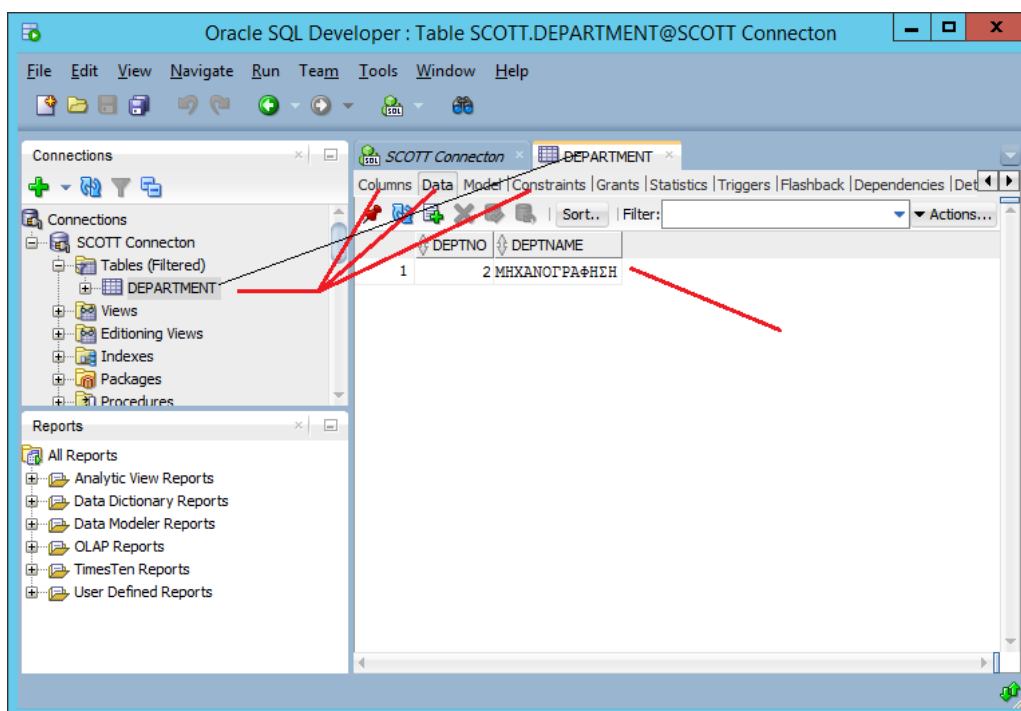 Oracle SQL Developer : Table SCOTT.DEPARTMENT@SCOTT Connecton
File Edit View Navigate Run Team Tools Window Help
SQL
Connections
Connections
SCOTT Connecton
Tables (Filtered)
DEPARTMENT
Views
Editioning Views
Indexes
Packages
Procedures
Reports
All Reports
Analytic View Reports
Data Dictionary Reports
Data Modeler Reports
OLAP Reports
TimesTen Reports
User Defined Reports
SCOTT Connecton DEPARTMENT
Columns Data Model Constraints Grants Statistics Triggers Flashback Dependencies Det
Sort.. Filter: Actions...
DEPTNO DEPTNAME
1 2 ΜΗΧΑΝΟΓΡΑΦΗΣΗ